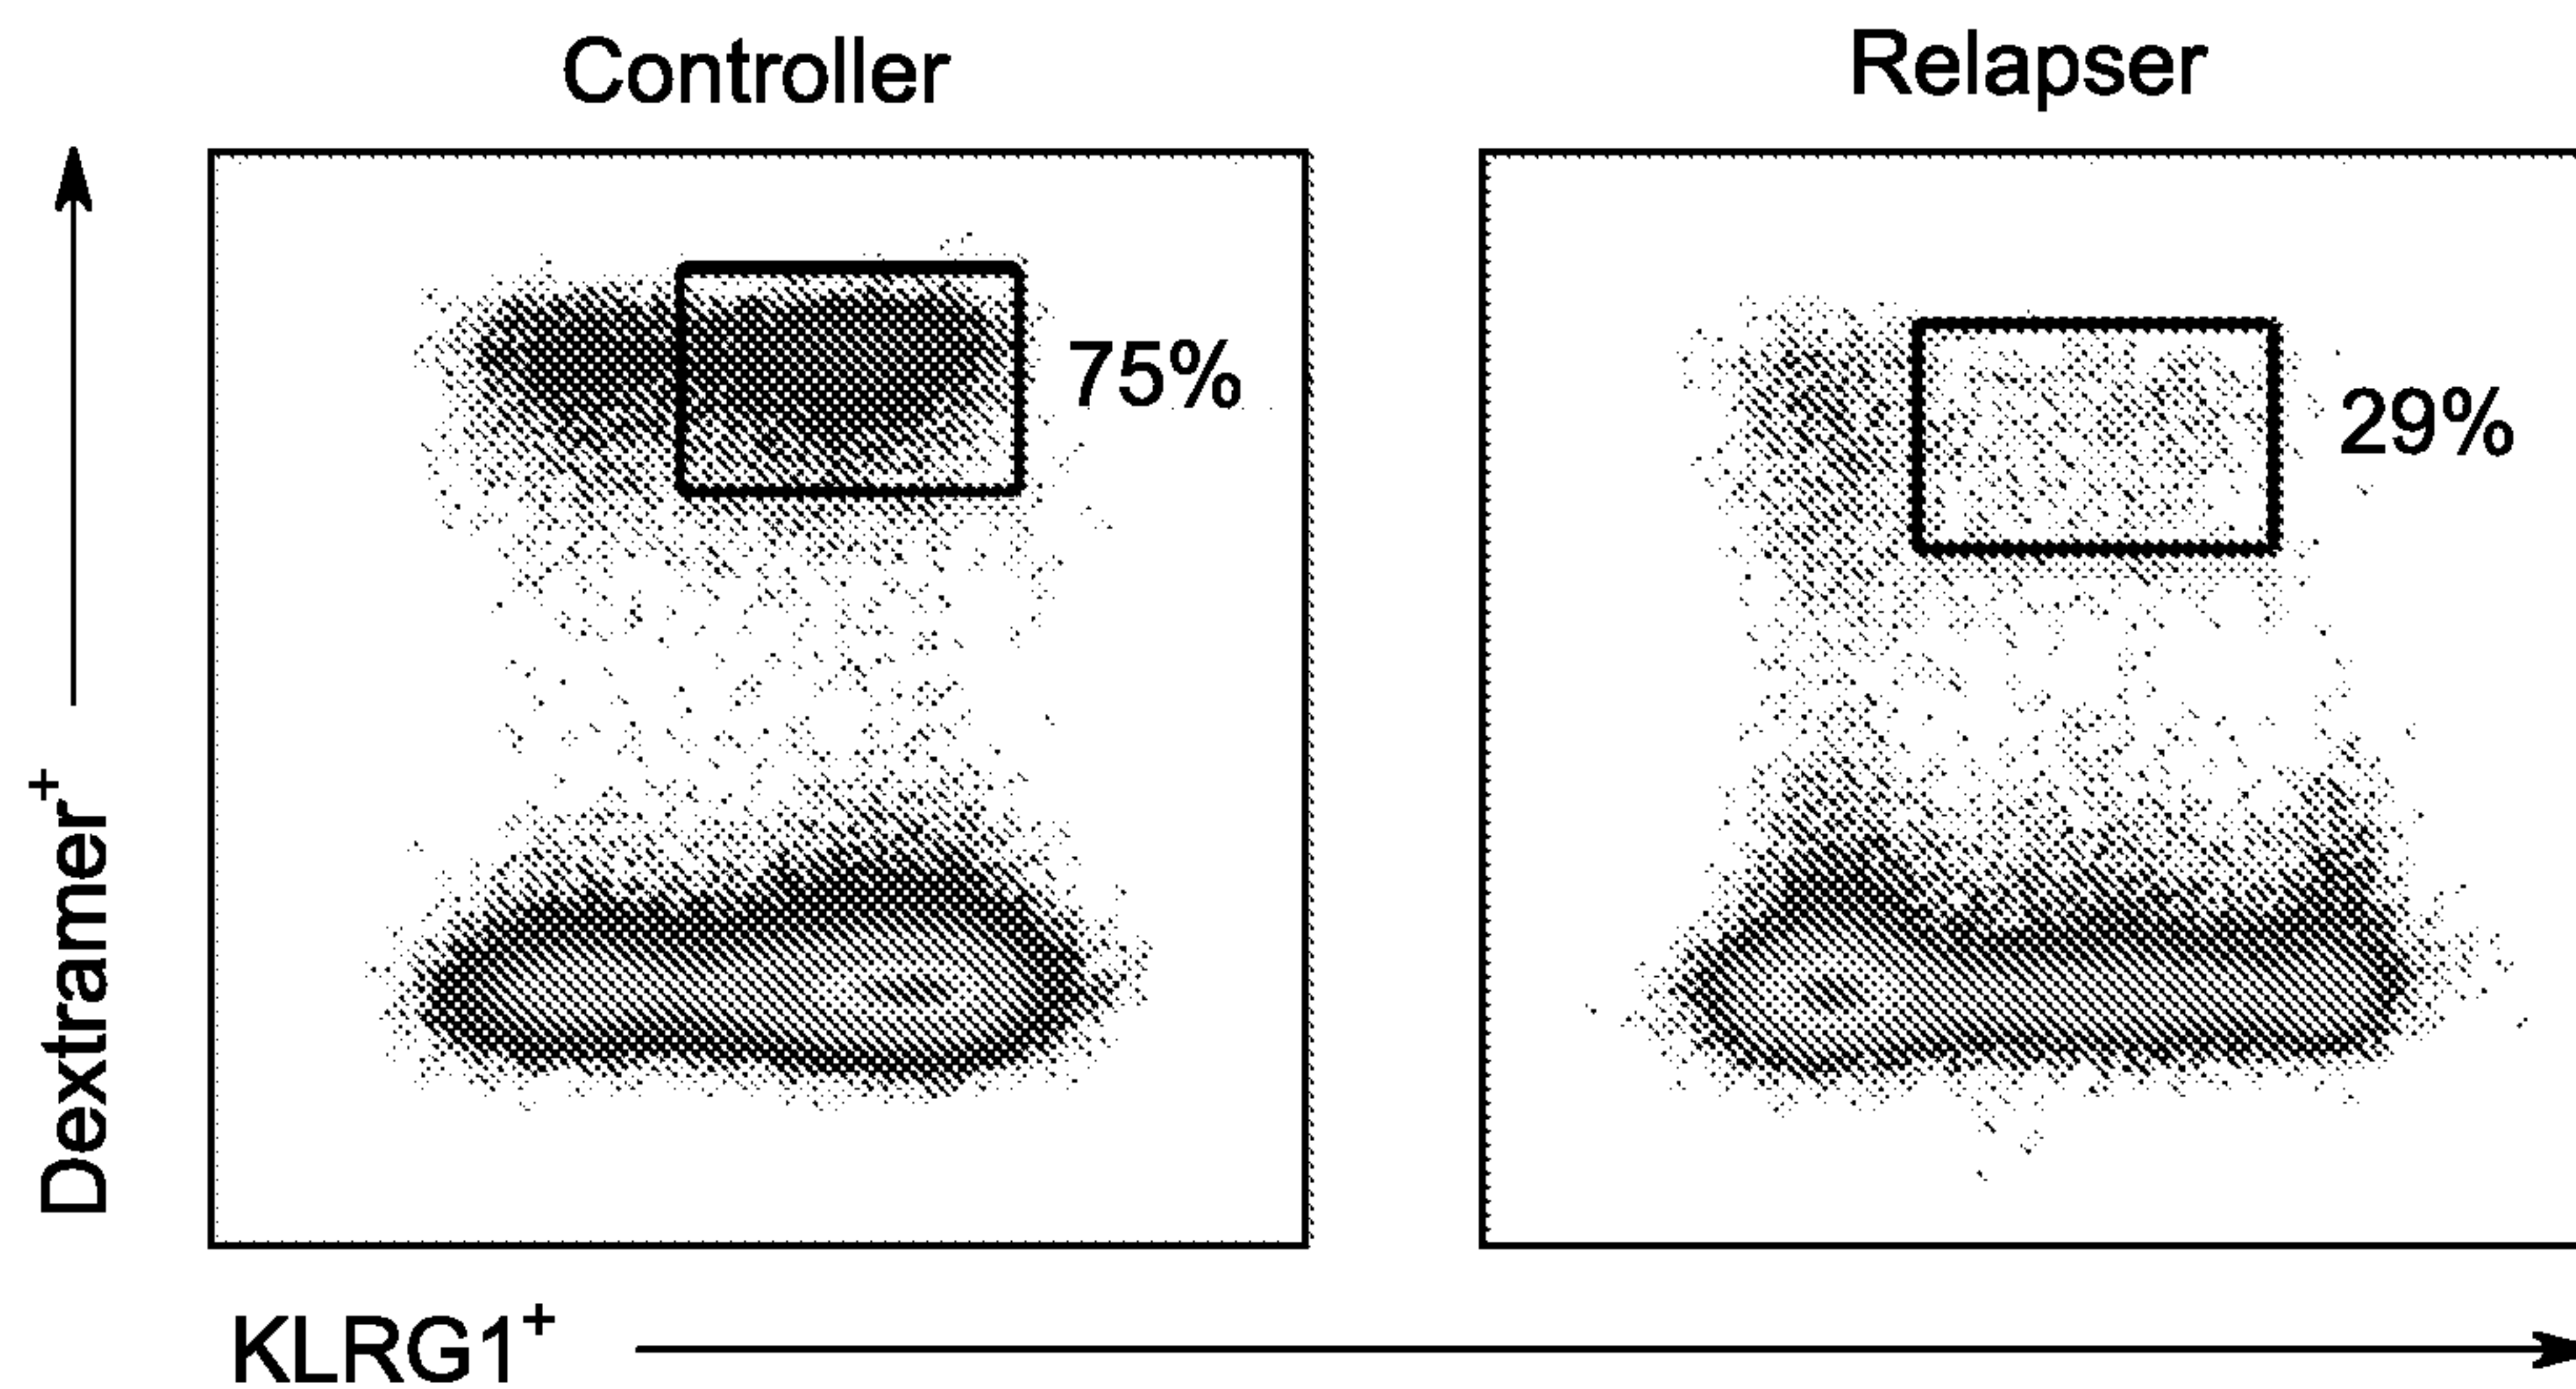 Controller
Relapser
75%
29%
Dextramer⁺
KLRG1⁺